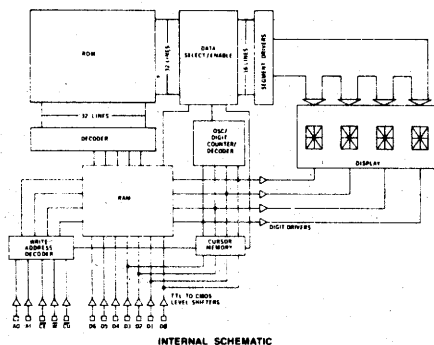 ROM
32 LINES
DATA
SELECT/ENABLE
16 LINES
SEGMENT DRIVERS
32 LINES
DECODER
OSC/
DIGIT
COUNTER/
DECODER
DISPLAY
RAM
DIGIT DRIVERS
WRITE
ADDRESS
DECODER
CURSOR
MEMORY
TTL TO CMOS
LEVEL SHIFTERS
A0 A1 D6 D5 D4 D3 D2 D1 D0
INTERNAL SCHEMATIC